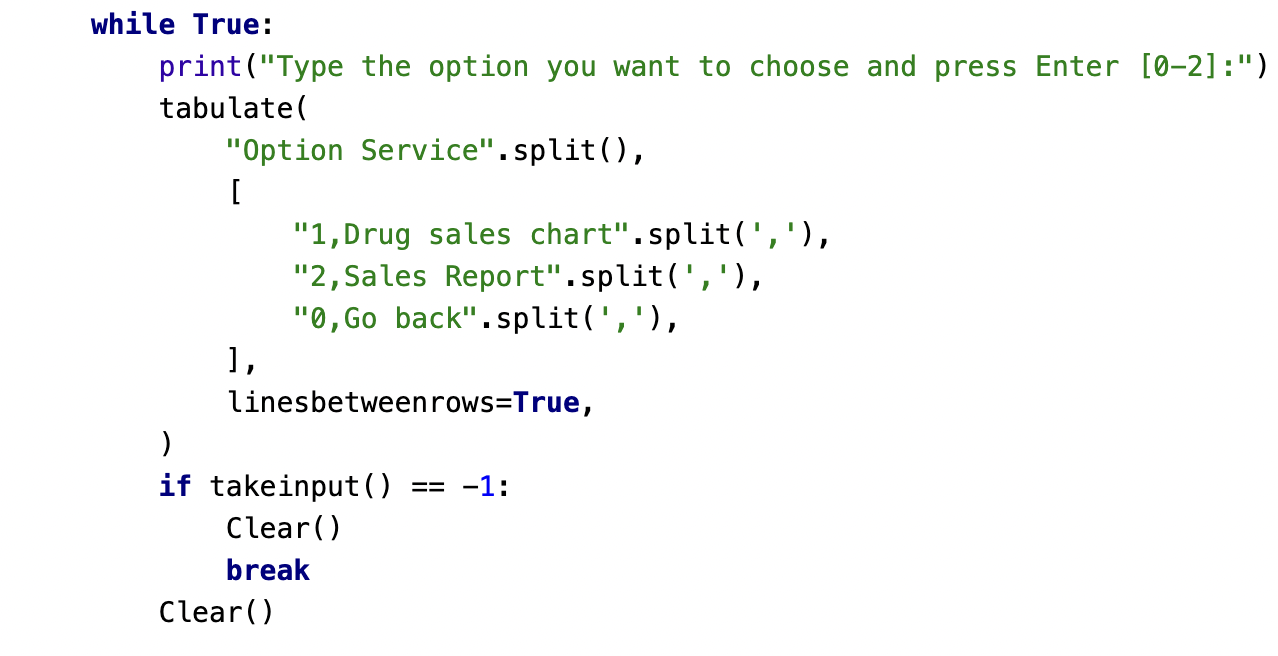 while True:
    print("Type the option you want to choose and press Enter [0-2]:")
    tabulate(
        "Option Service".split(),
        [
            "1,Drug sales chart".split(','),
            "2,Sales Report".split(','),
            "0,Go back".split(','),
        ],
        linesbetweenrows=True,
    )
    if takeinput() == -1:
        Clear()
        break
    Clear()